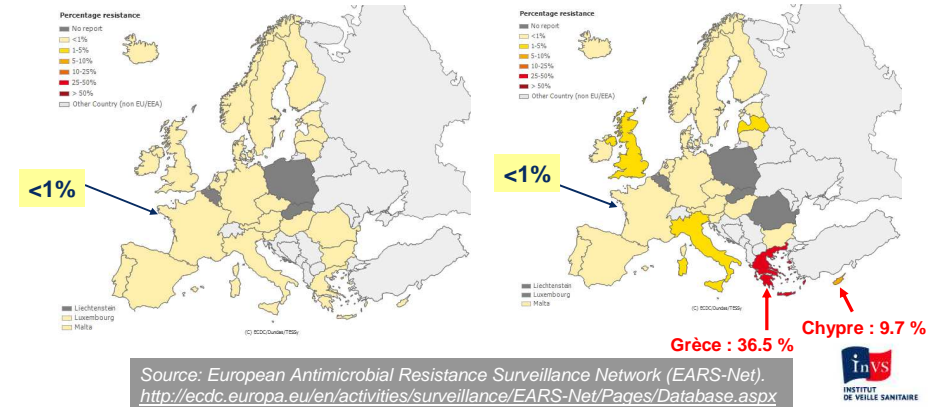 Percentage resistance
No report
<1%
1-5%
5-10%
10-25%
25-50%
> 50%
Other Country (non EU/EEA)
<1%
Liechtenstein
Luxembourg
Malta
(C) ECDC/Dundas/TESSy
Percentage resistance
No report
<1%
1-5%
5-10%
10-25%
25-50%
> 50%
Other Country (non EU/EEA)
<1%
Liechtenstein
Luxembourg
Malta
(C) ECDC/Dundas/TESSy
Chypre : 9.7 %
Grèce : 36.5 %
Source: European Antimicrobial Resistance Surveillance Network (EARS-Net).
http://ecdc.europa.eu/en/activities/surveillance/EARS-Net/Pages/Database.aspx
InVS
INSTITUT
DE VEILLE SANITAIRE